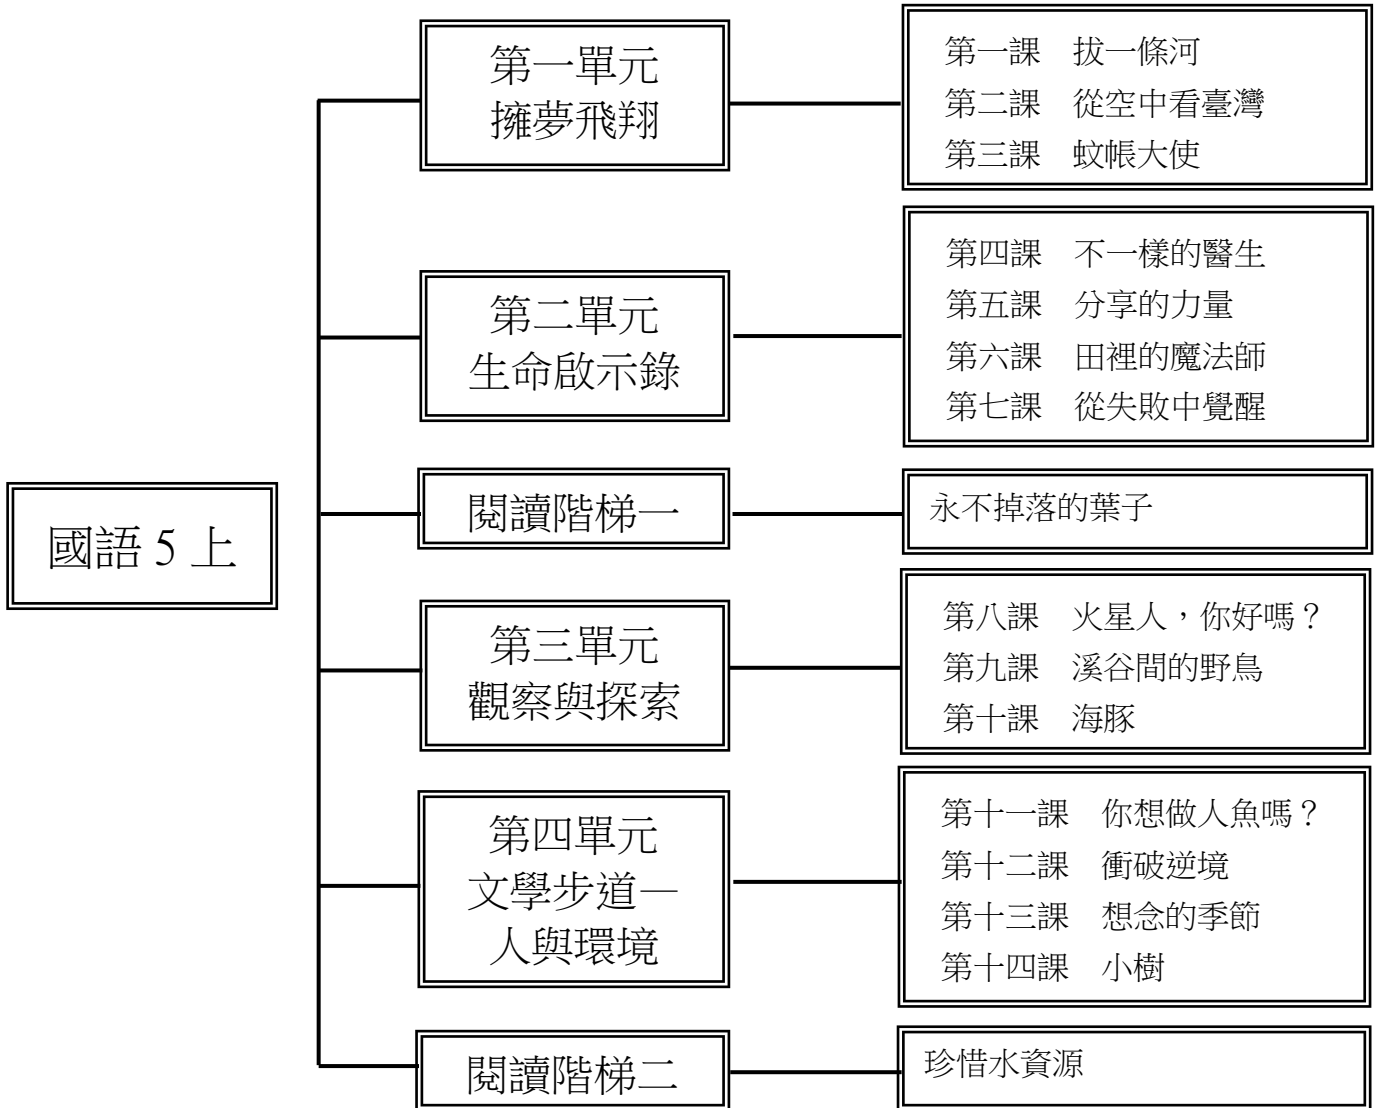 國語 5 上
第一單元
擁夢飛翔
第一課　拔一條河
第二課　從空中看臺灣
第三課　蚊帳大使
第二單元
生命啟示錄
第四課　不一樣的醫生
第五課　分享的力量
第六課　田裡的魔法師
第七課　從失敗中覺醒
閱讀階梯一
永不掉落的葉子
第三單元
觀察與探索
第八課　火星人，你好嗎？
第九課　溪谷間的野鳥
第十課　海豚
第四單元
文學步道—
人與環境
第十一課　你想做人魚嗎？
第十二課　衝破逆境
第十三課　想念的季節
第十四課　小樹
閱讀階梯二
珍惜水資源